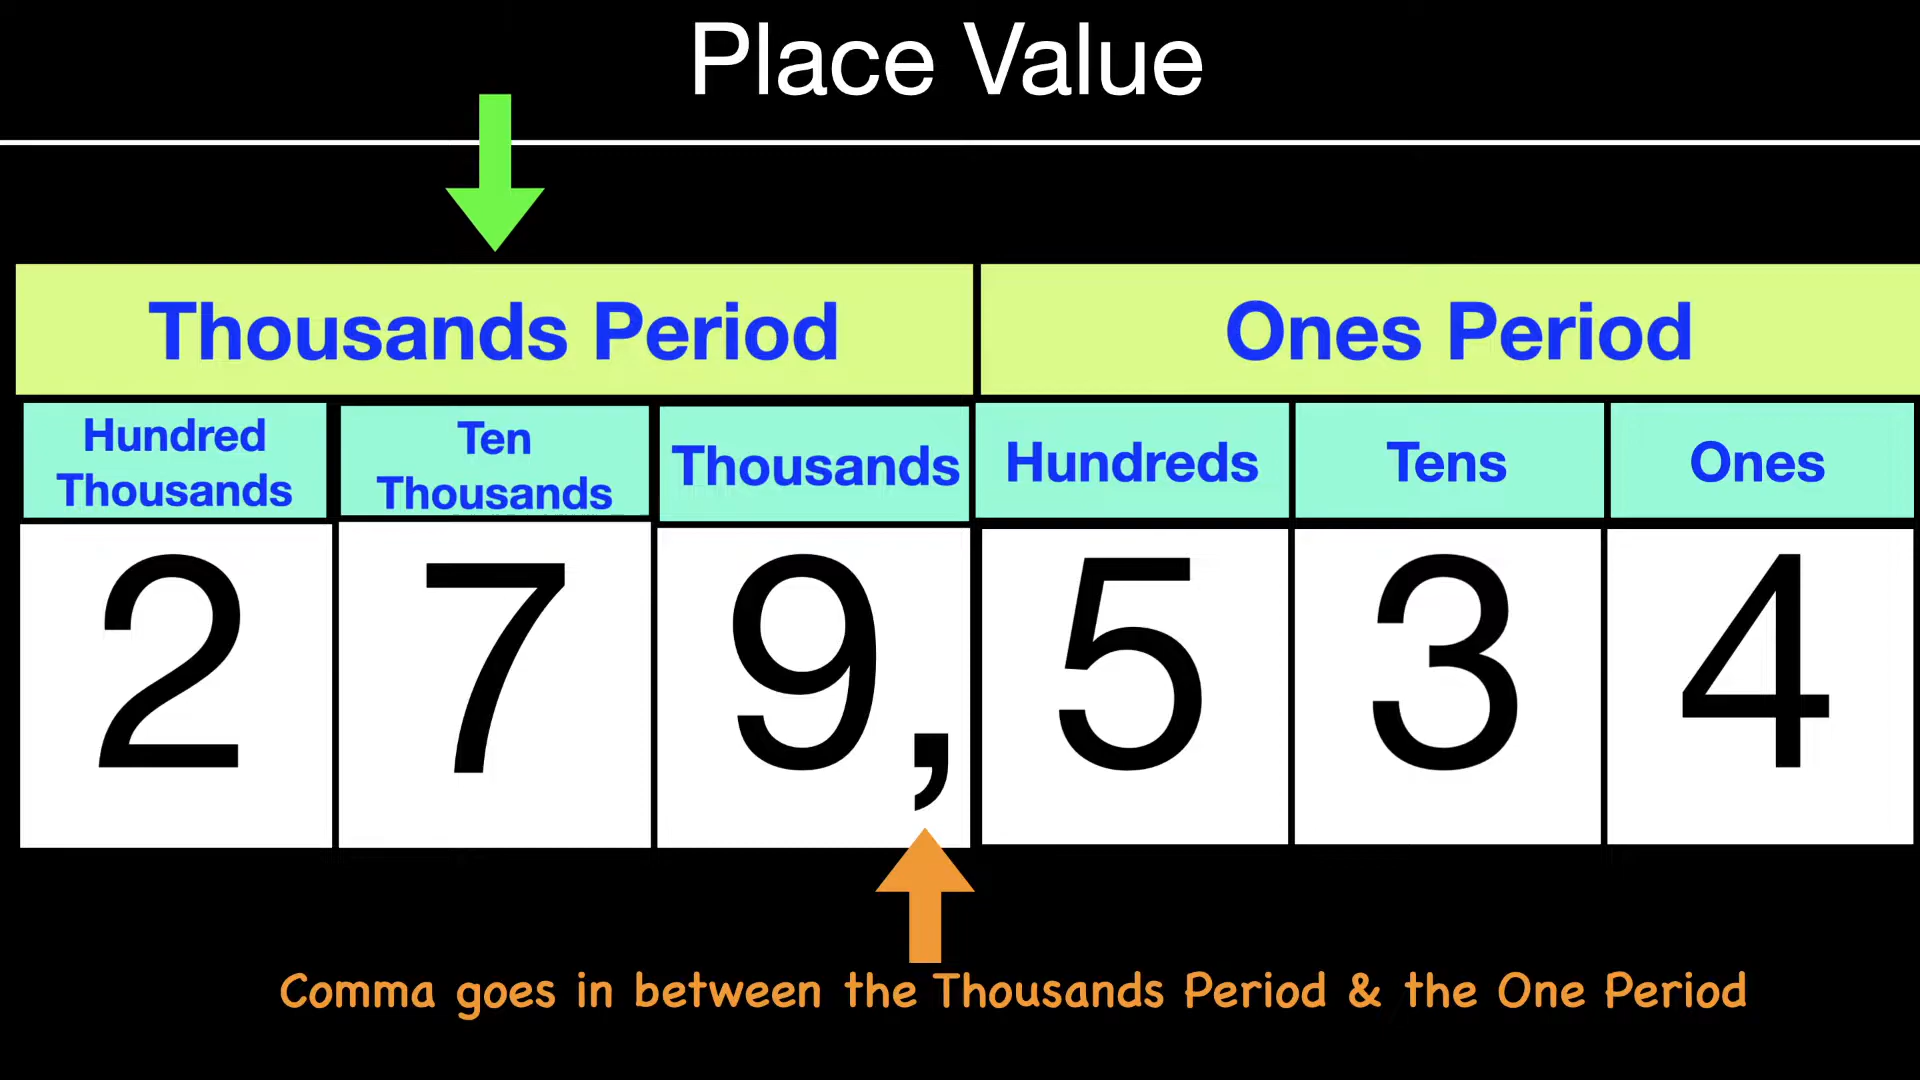 Place Value
Thousands Period Ones Period
Hundred Thousands Ten Thousands Thousands Hundreds Tens Ones
2 7 9, 5 3 4
Comma goes in between the Thousands Period & the One Period